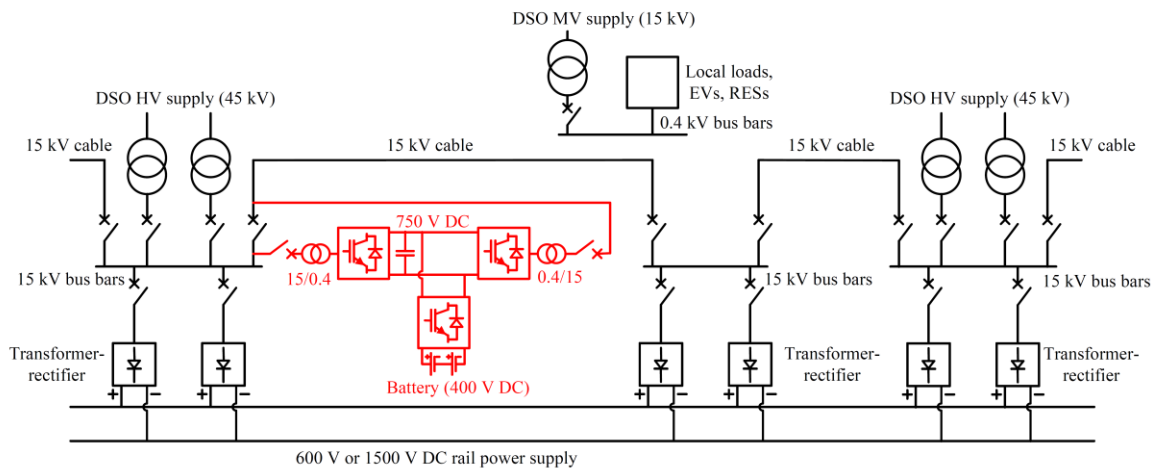 DSO MV supply (15 kV)
Local loads,
EVs, RESs
DSO HV supply (45 kV)
DSO HV supply (45 kV)
0.4 kV bus bars
15 kV cable
15 kV cable
15 kV cable
15 kV cable
750 V DC
15/0.4
0.4/15
15 kV bus bars
15 kV bus bars
15 kV bus bars
Transformer-
rectifier
Transformer-
rectifier
Transformer-
rectifier
Battery (400 V DC)
+ −
+ −
+ −
+ −
+ −
+ −
600 V or 1500 V DC rail power supply